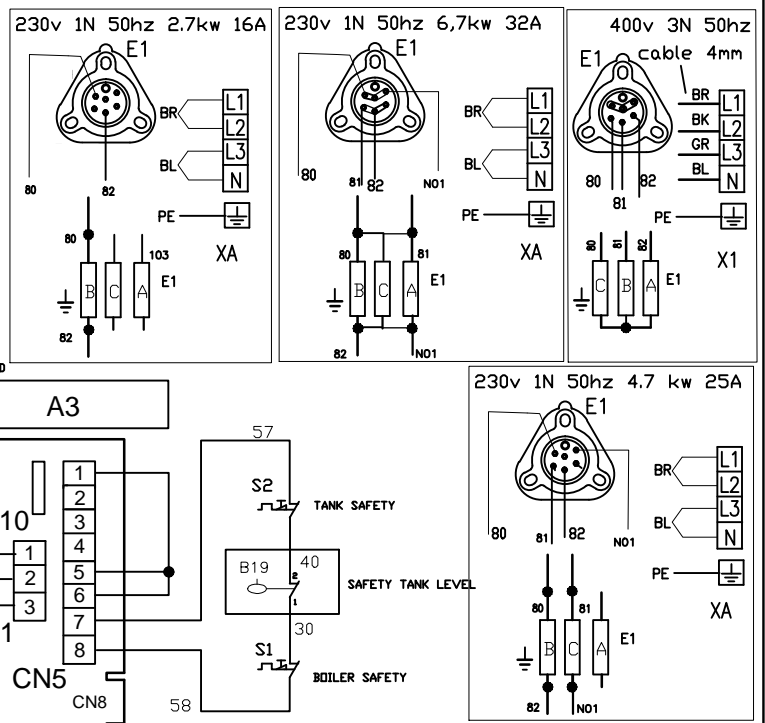 230v 1N 50hz 2.7kw 16A
E1
BR
L1
L2
BL
L3
N
80
82
PE
XA
80
103
B
C
A
E1
82
230v 1N 50hz 6,7kw 32A
E1
BR
L1
L2
BL
L3
N
80
81
82
N01
PE
XA
80
81
B
C
A
E1
82
N01
400v 3N 50hz
cable 4mm
E1
BR
L1
BK
L2
GR
L3
BL
N
80
82
81
PE
X1
80
81
82
C
B
A
E1
D
A3
1
2
3
4
5
6
7
8
10
1
2
3
1
CN5
CN8
57
S2
TANK SAFETY
B19
40
2
1
SAFETY TANK LEVEL
30
S1
BOILER SAFETY
58
230v 1N 50hz 4.7 kw 25A
E1
BR
L1
L2
BL
L3
N
80
81
82
N01
PE
XA
80
81
B
C
A
E1
82
N01